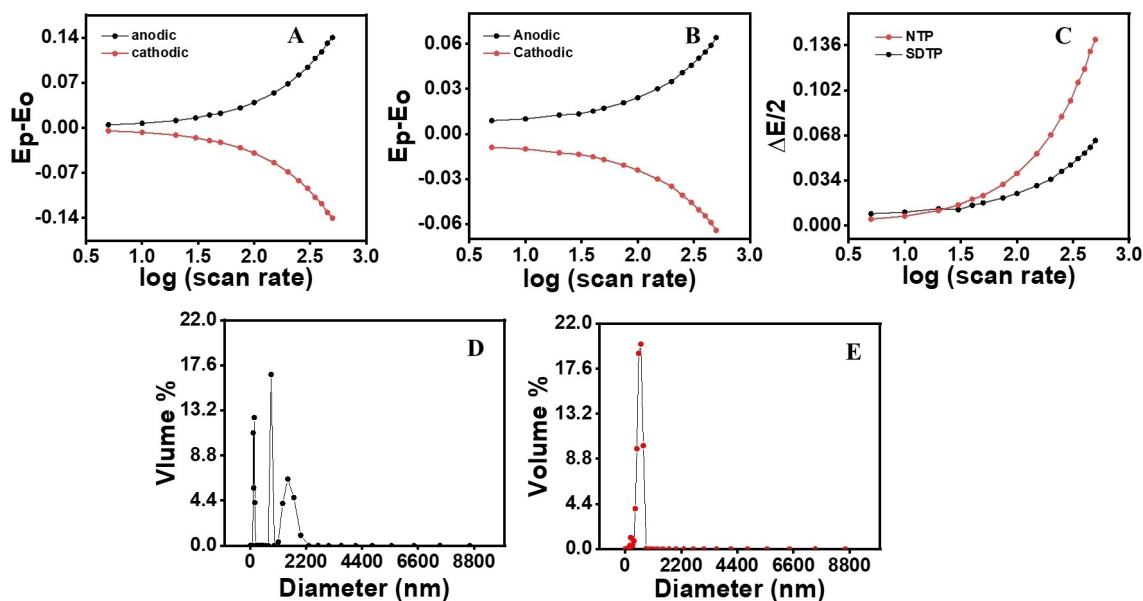 A
anodic
cathodic
Ep-Eo
0.14
0.07
0.00
-0.07
-0.14
0.5 1.0 1.5 2.0 2.5 3.0
log (scan rate)
B
Anodic
Cathodic
Ep-Eo
0.06
0.03
0.00
-0.03
-0.06
0.5 1.0 1.5 2.0 2.5 3.0
log (scan rate)
C
NTP
SDTP
ΔE/2
0.136
0.102
0.068
0.034
0.000
0.5 1.0 1.5 2.0 2.5 3.0
log (scan rate)
D
Vlume %
22.0
17.6
13.2
8.8
4.4
0.0
0 2200 4400 6600 8800
Diameter (nm)
E
Volume %
22.0
17.6
13.2
8.8
4.4
0.0
0 2200 4400 6600 8800
Diameter (nm)